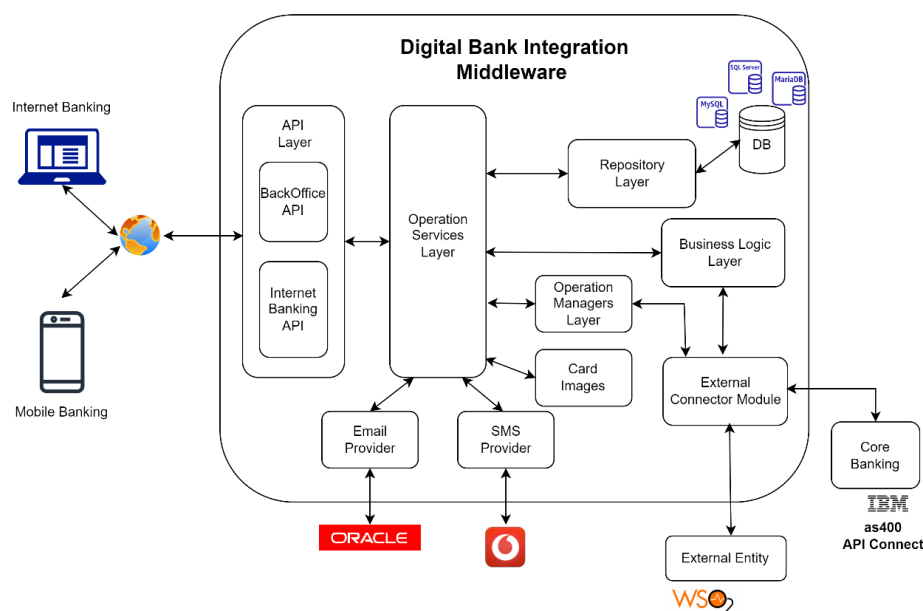 Digital Bank Integration
Middleware
SQL Server
MariaDB
MySQL
DB
Internet Banking
API
Layer
BackOffice
API
Internet
Banking
API
Operation
Services
Layer
Repository
Layer
Business Logic
Layer
Operation
Managers
Layer
Card
Images
External
Connector Module
Mobile Banking
Email
Provider
SMS
Provider
Core
Banking
IBM
as400
API Connect
ORACLE
External Entity
WSO2